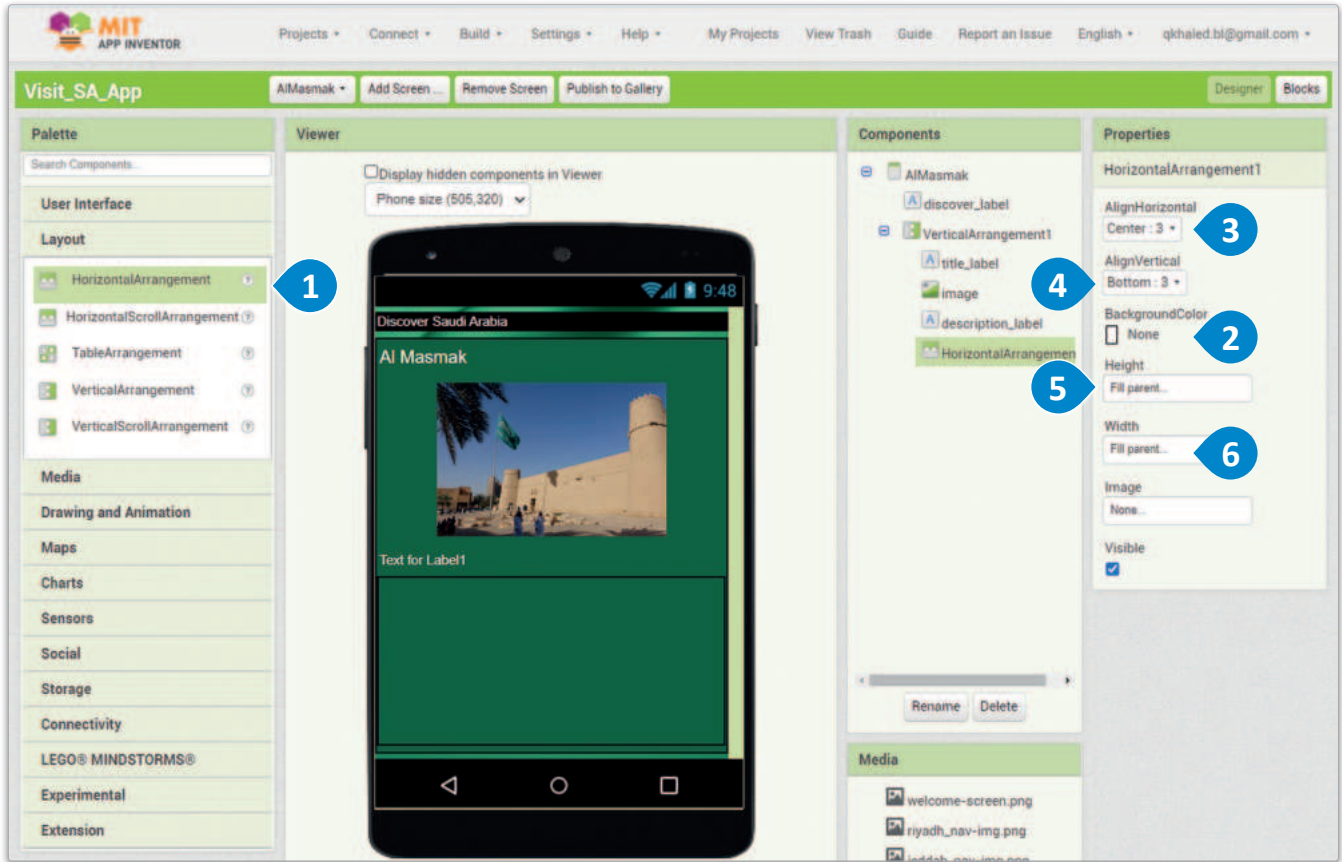 MIT
APP INVENTOR
Projects
Connect
Build
Settings
Help
My Projects
View Trash
Guide
Report an Issue
English
qkhaled.bl@gmail.com
Visit_SA_App
AlMasmak
Add Screen ...
Remove Screen
Publish to Gallery
Designer
Blocks
Palette
Search Components...
User Interface
Layout
HorizontalArrangement
HorizontalScrollArrangement
TableArrangement
VerticalArrangement
VerticalScrollArrangement
Media
Drawing and Animation
Maps
Charts
Sensors
Social
Storage
Connectivity
LEGO® MINDSTORMS®
Experimental
Extension
1
Viewer
Display hidden components in Viewer
Phone size (505,320)
9:48
Discover Saudi Arabia
Al Masmak
Text for Label1
Components
AlMasmak
discover_label
VerticalArrangement1
title_label
image
description_label
HorizontalArrangemen
Rename
Delete
Media
welcome-screen.png
riyadh_nav-img.png
jeddah_nav-img.png
Properties
HorizontalArrangement1
AlignHorizontal
Center : 3
3
AlignVertical
4
Bottom : 3
BackgroundColor
None
2
Height
5
Fill parent...
Width
Fill parent...
6
Image
None...
Visible